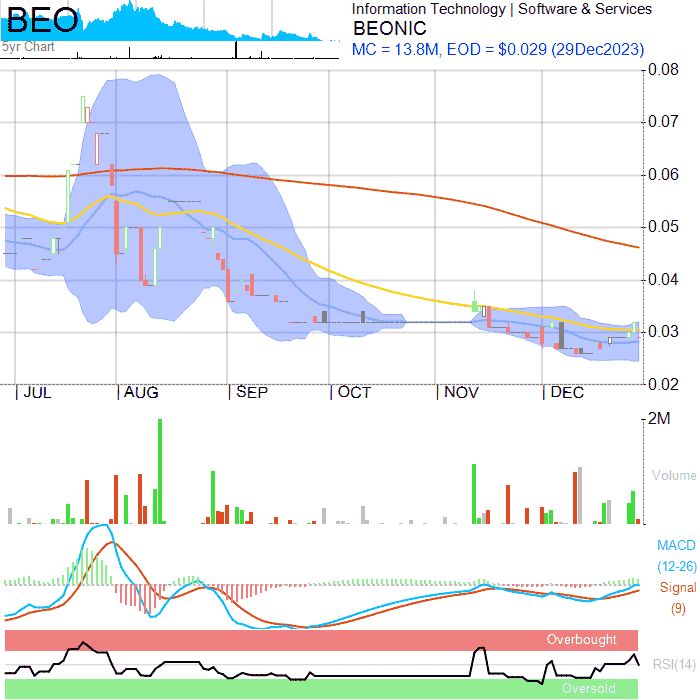 BEO
Information Technology | Software & Services
BEONIC
5yr Chart
MC = 13.8M, EOD = $0.029 (29Dec2023)
0.08
0.07
0.06
0.05
0.04
0.03
0.02
JUL
AUG
SEP
OCT
NOV
DEC
2M
Volume
MACD
(12-26)
Signal
(9)
Overbought
RSI(14)
Oversold